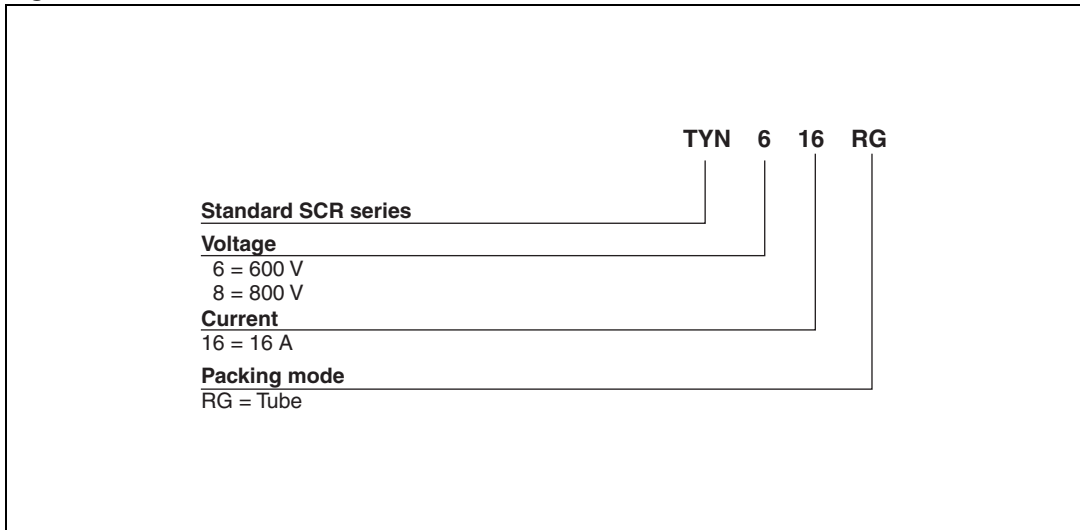 TYN 6 16 RG
Standard SCR series
Voltage
6 = 600 V
8 = 800 V
Current
16 = 16 A
Packing mode
RG = Tube